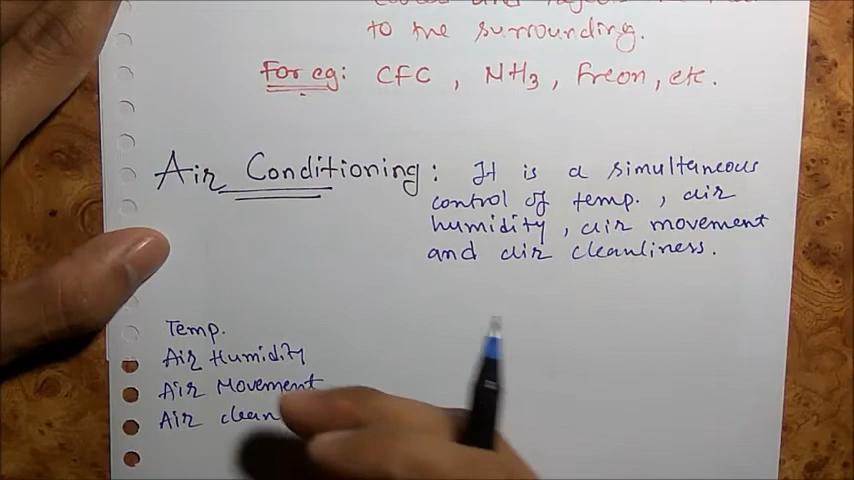 to the surrounding.
For eg: CFC, NH3, Freon, etc.
Air Conditioning: It is a simultaneous
control of temp., air
humidity, air movement
and air cleanliness.
Temp.
Air Humidity
Air Movement
Air clean